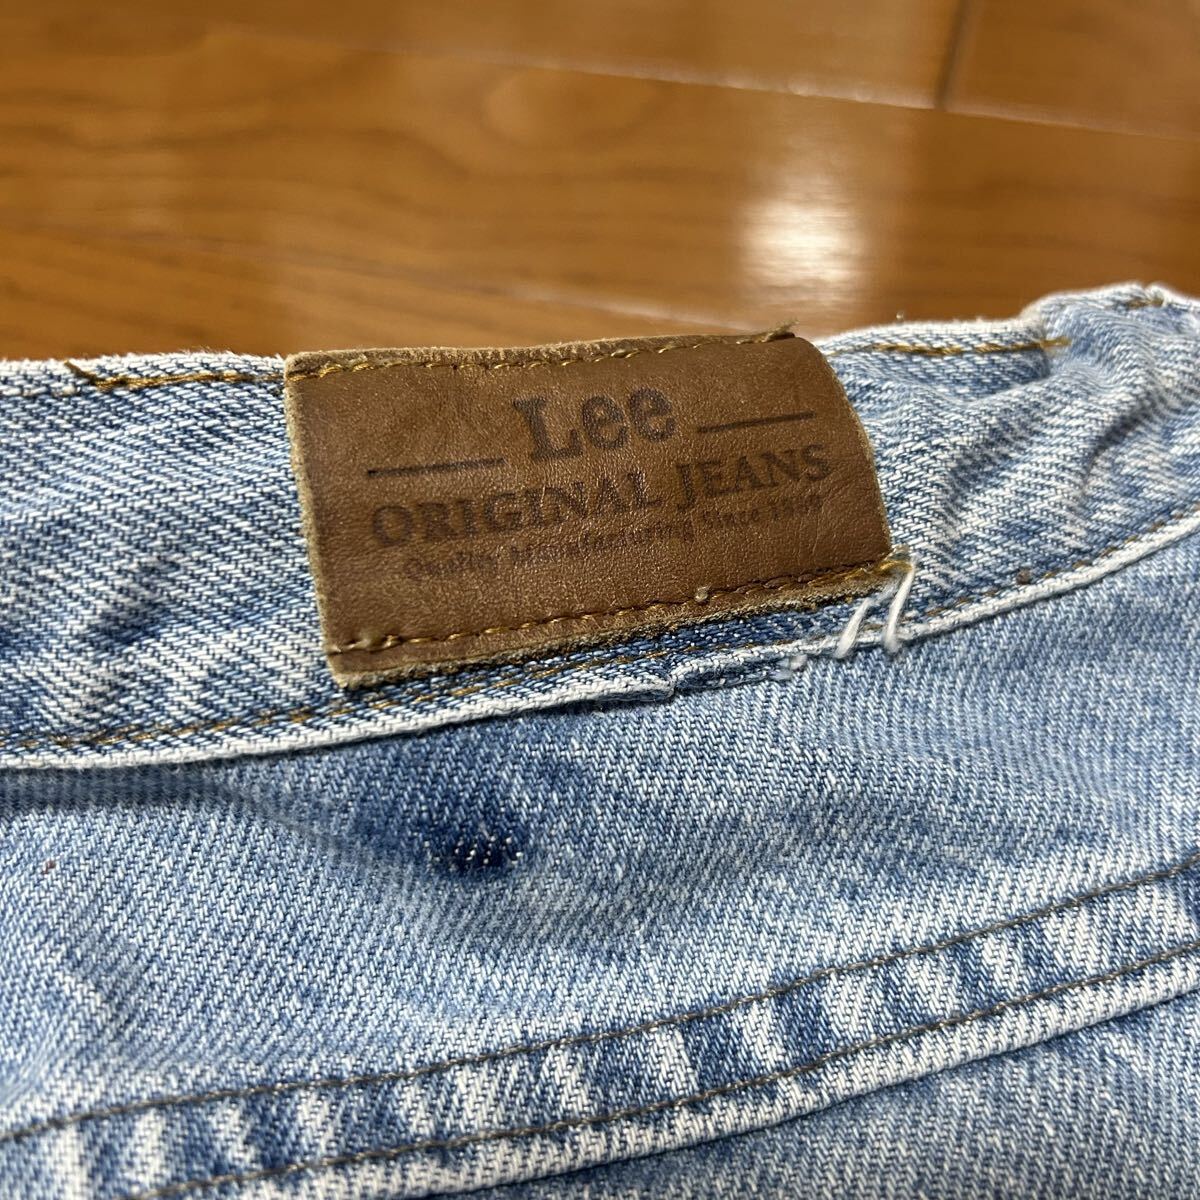 Lee
ORIGINAL JEANS
Quality Manufacturing Since